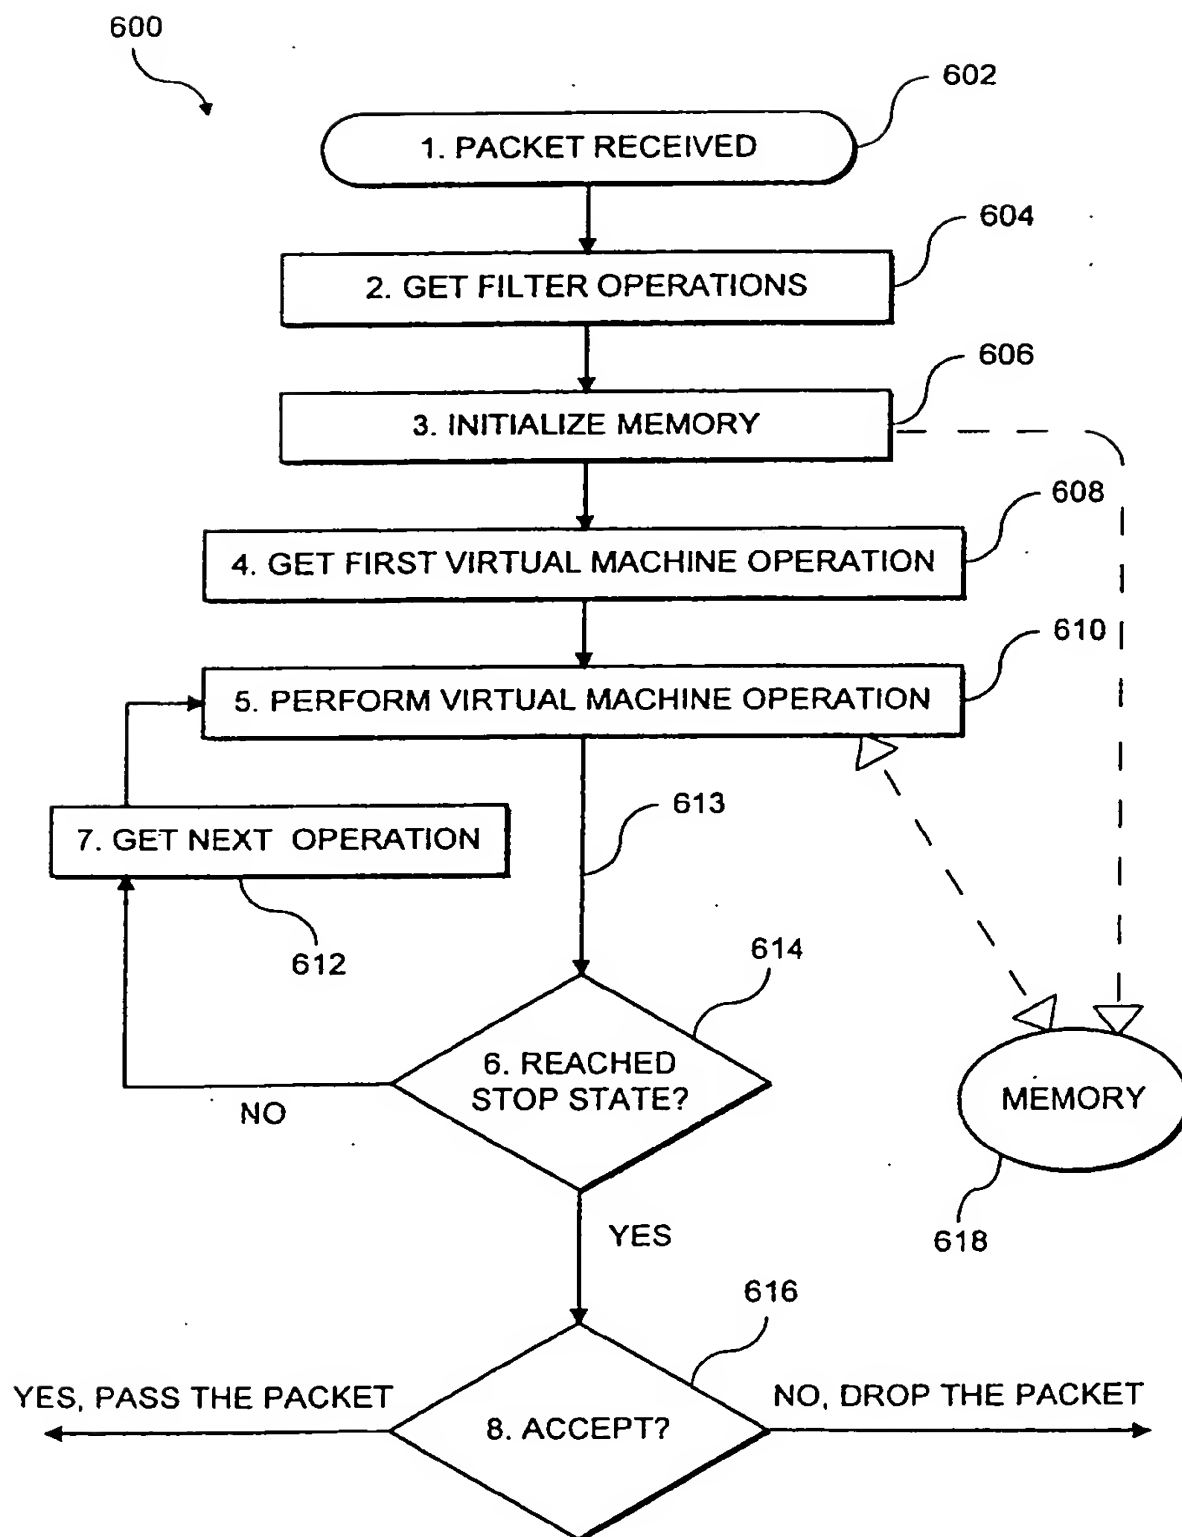 600
602
1. PACKET RECEIVED
604
2. GET FILTER OPERATIONS
606
3. INITIALIZE MEMORY
608
4. GET FIRST VIRTUAL MACHINE OPERATION
610
5. PERFORM VIRTUAL MACHINE OPERATION
613
7. GET NEXT OPERATION
612
614
6. REACHED
STOP STATE?
NO
MEMORY
618
YES
616
YES, PASS THE PACKET
NO, DROP THE PACKET
8. ACCEPT?